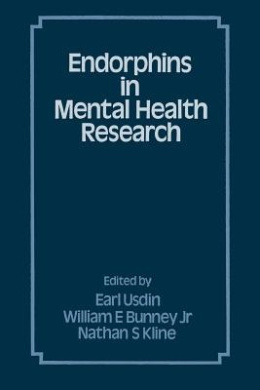 Endorphins
in
Mental Health
Research
Edited by
Earl Usdin
William E Bunney Jr
Nathan S Kline